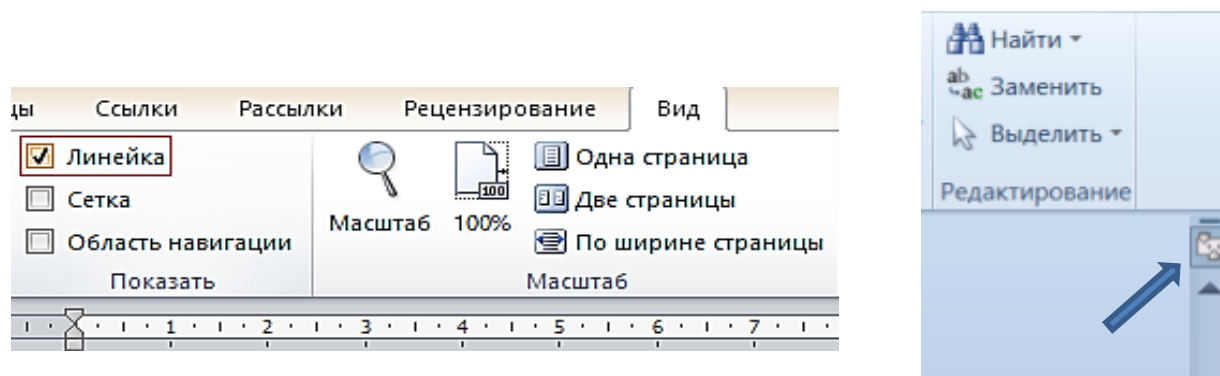 цы Ссылки Рассылки Рецензирование Вид
Линейка
Сетка
Область навигации
Показать
Масштаб
100%
Одна страница
Две страницы
По ширине страницы
Масштаб
1 2 3 4 5 6 7
Найти
Заменить
Выделить
Редактирование